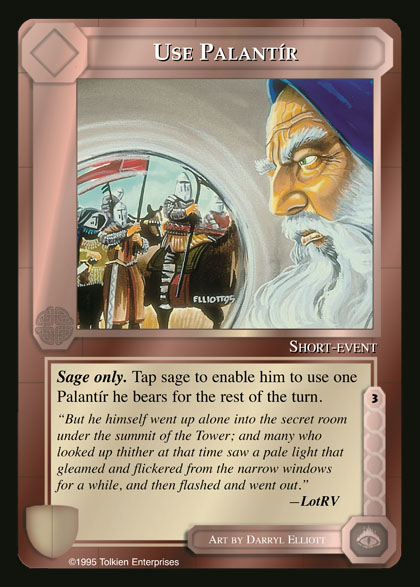 USE PALANTÍR
ELLIOTT95
SHORT-EVENT
Sage only. Tap sage to enable him to use one
Palantír he bears for the rest of the turn.
“But he himself went up alone into the secret room
under the summit of the Tower; and many who
looked up thither at that time saw a pale light that
gleamed and flickered from the narrow windows
for a while, and then flashed and went out.”
–LotRV
3
ART BY DARRYL ELLIOTT
©1995 Tolkien Enterprises